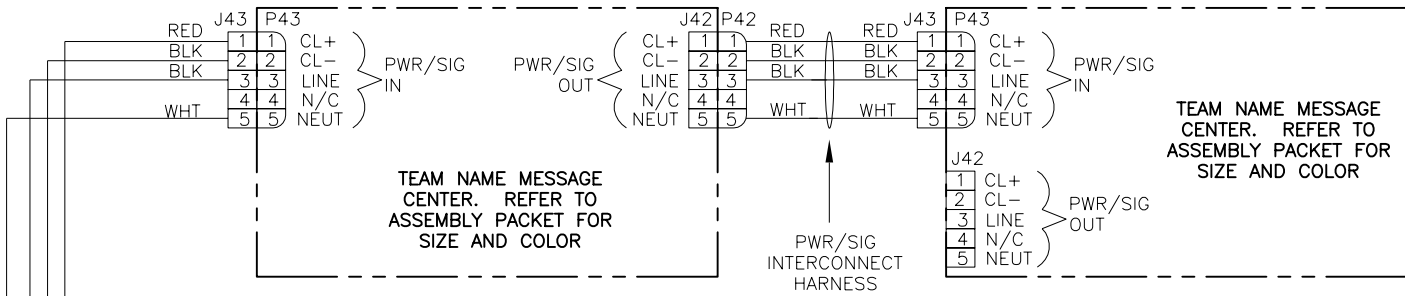 J43 P43
RED 1 1 CL+
BLK 2 2 CL−
BLK 3 3 LINE
4 4 N/C
WHT 5 5 NEUT
PWR/SIG
IN
TEAM NAME MESSAGE
CENTER. REFER TO
ASSEMBLY PACKET FOR
SIZE AND COLOR
PWR/SIG
OUT
J42 P42
CL+ 1 1 RED
CL− 2 2 BLK
LINE 3 3 BLK
N/C 4 4
NEUT 5 5 WHT
PWR/SIG
INTERCONNECT
HARNESS
J43 P43
RED 1 1 CL+
BLK 2 2 CL−
BLK 3 3 LINE
4 4 N/C
WHT 5 5 NEUT
PWR/SIG
IN
J42
1 CL+
2 CL−
3 LINE
4 N/C
5 NEUT
PWR/SIG
OUT
TEAM NAME MESSAGE
CENTER. REFER TO
ASSEMBLY PACKET FOR
SIZE AND COLOR